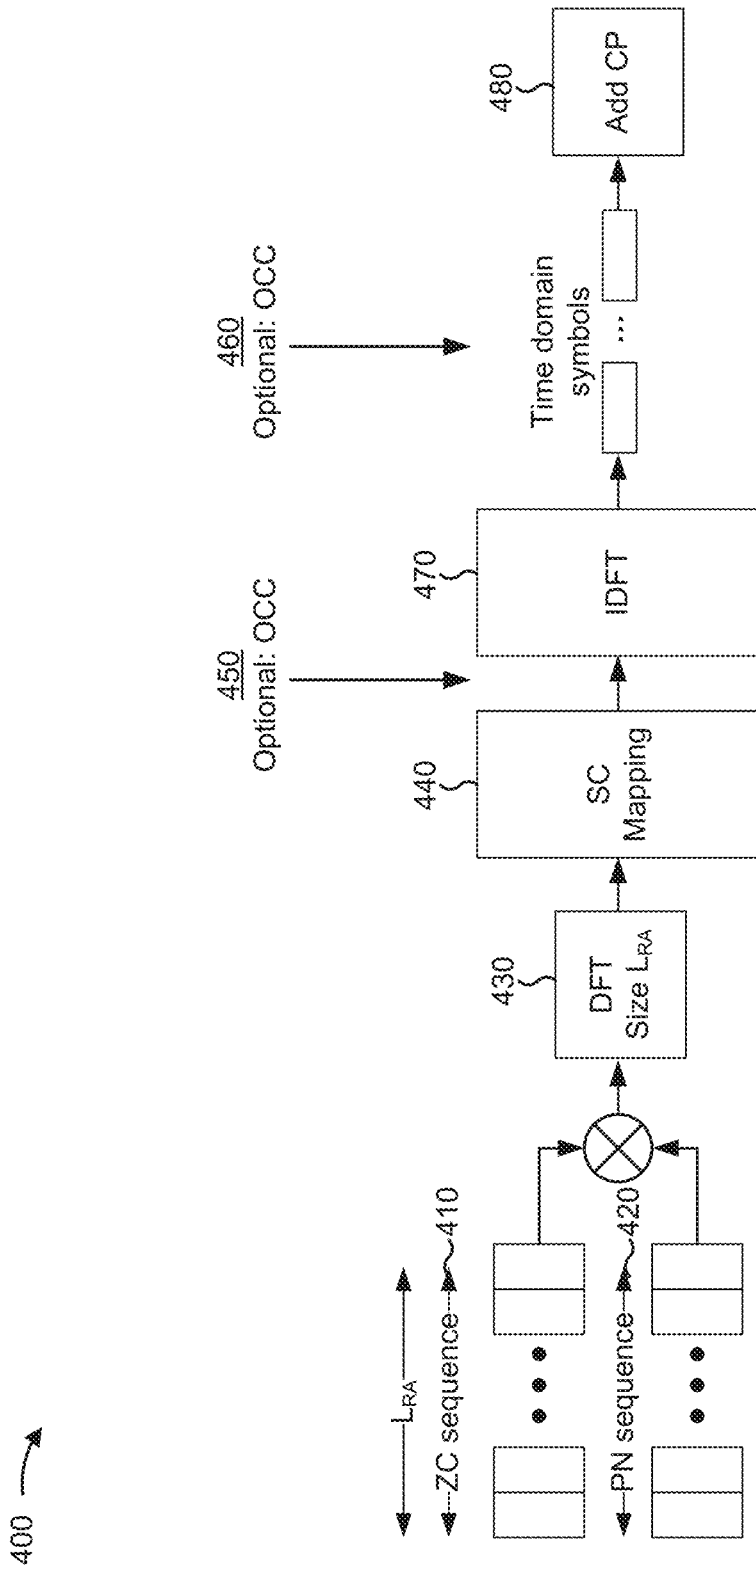 400
L_RA
ZC sequence
410
PN sequence
420
430
DFT
Size L_RA
440
SC
Mapping
450
Optional: OCC
470
IDFT
460
Optional: OCC
Time domain
symbols
...
480
Add CP